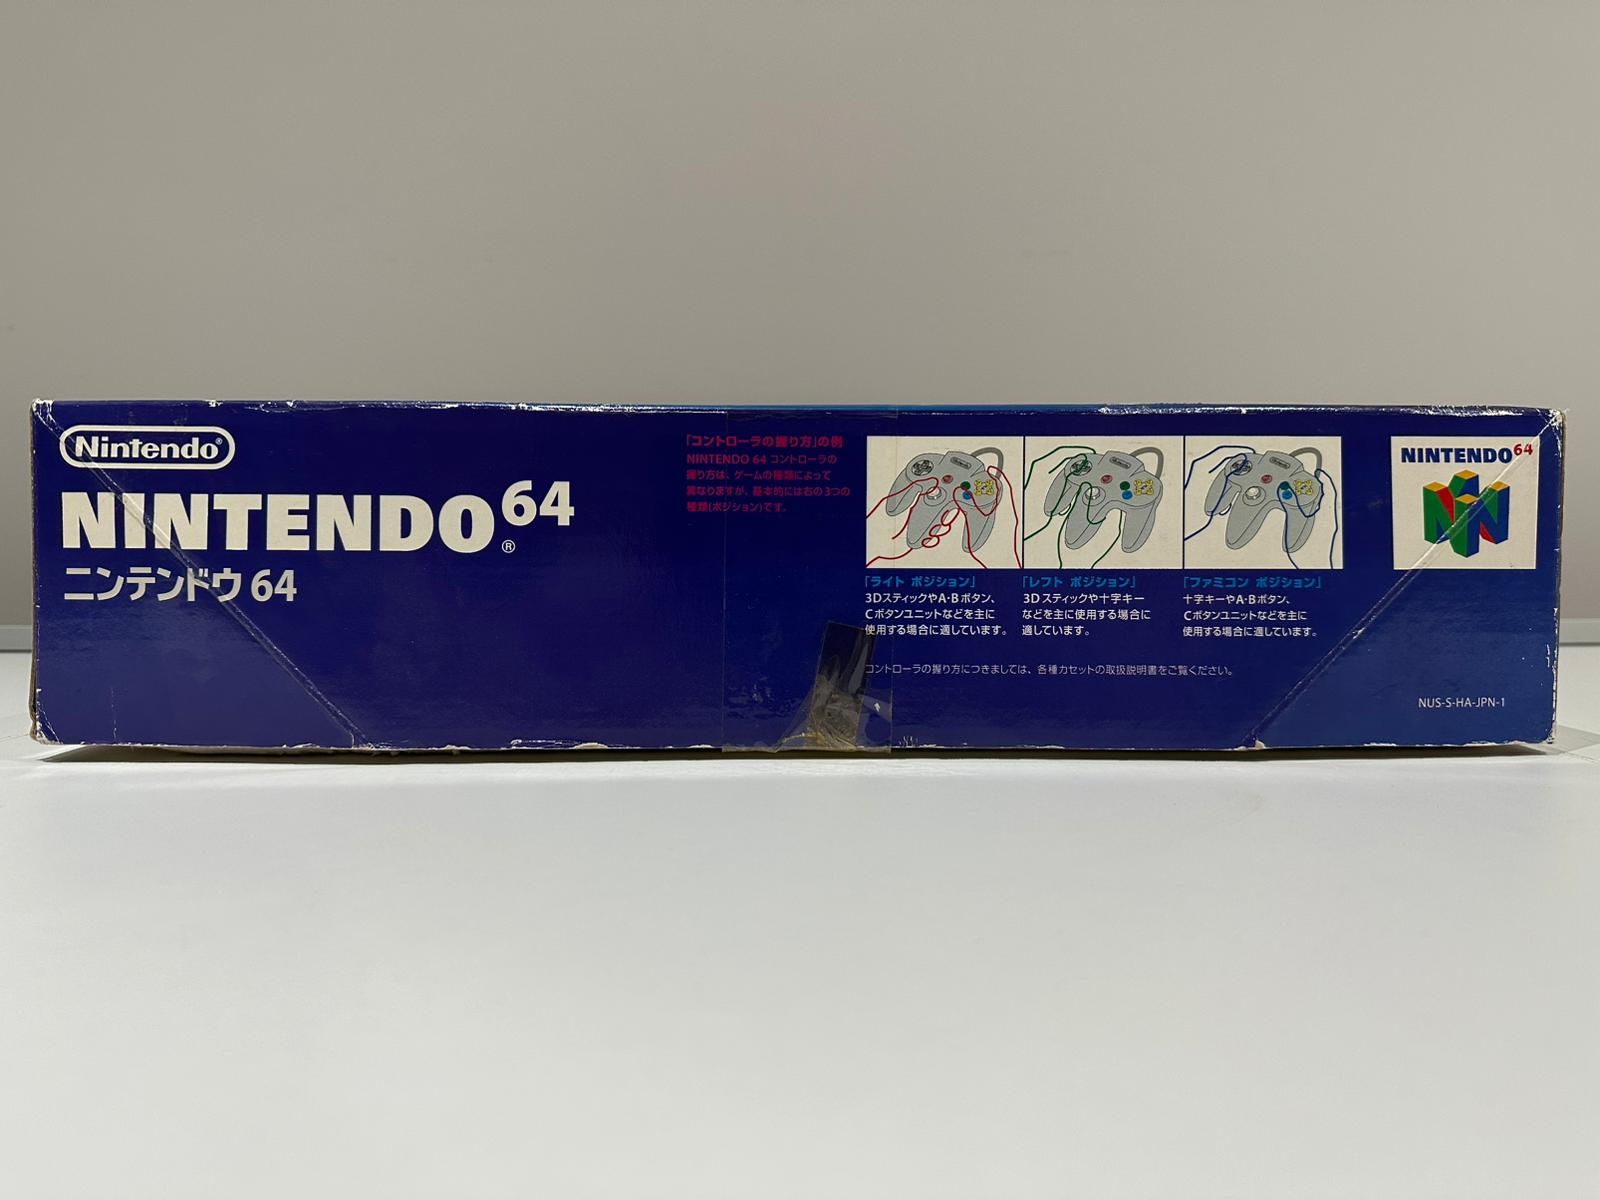 Nintendo®
NINTENDO64
®
ニンテンドウ64
「コントローラの握り方」の例
NINTENDO 64 コントローラの
握り方は、ゲームの種類によって
異なりますが、基本的には右の3つの
種類(ポジション)です。
「ライト ポジション」
3DスティックやA・Bボタン、
Cボタンユニットなどを主に
使用する場合に適しています。
「レフト ポジション」
3Dスティックや十字キー
などを主に使用する場合に
適しています。
「ファミコン ポジション」
十字キーやA・Bボタン、
Cボタンユニットなどを主に
使用する場合に適しています。
コントローラの握り方につきましては、各種カセットの取扱説明書をご覧ください。
NINTENDO64
NUS-S-HA-JPN-1